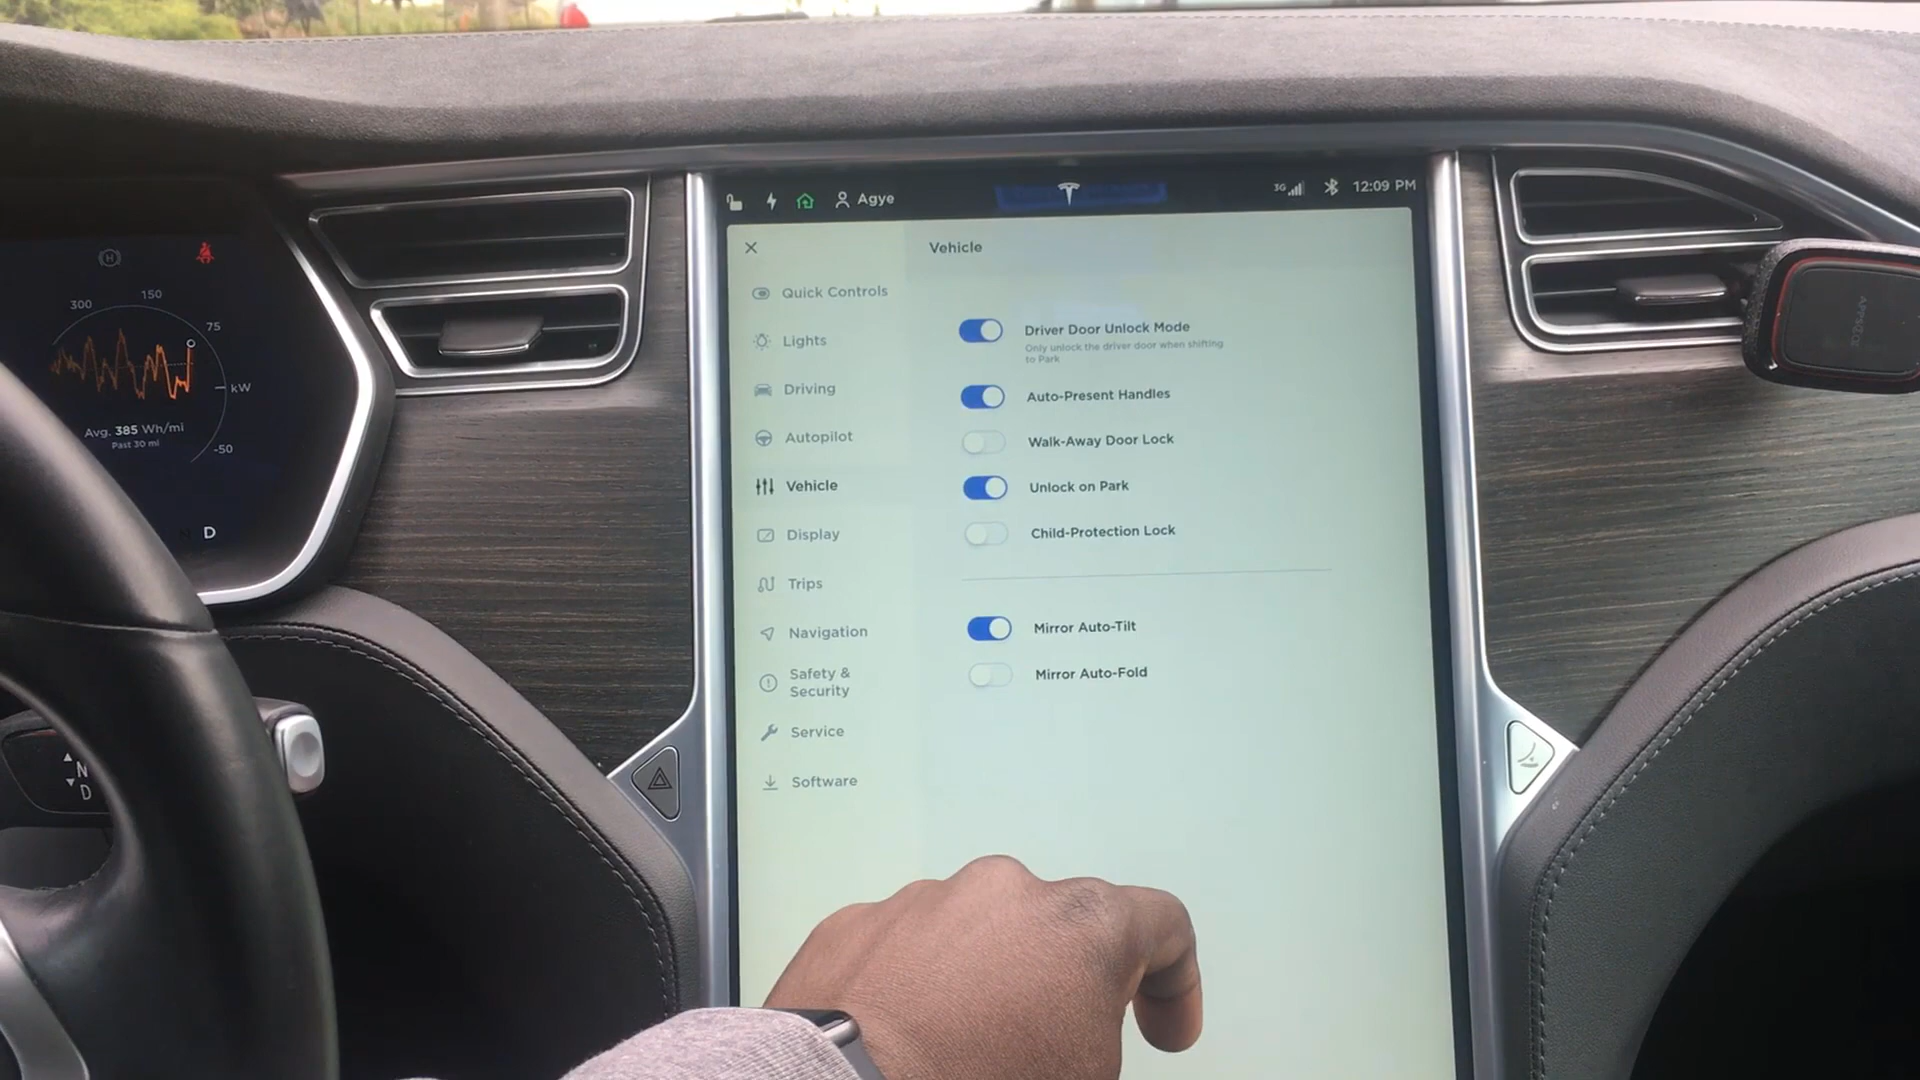 300
150
75
kW
-50
Avg. 385 Wh/mi
Past 30 mi
D
N
D
Agye
3G
12:09 PM
Vehicle
Quick Controls
Lights
Driving
Autopilot
Vehicle
Display
Trips
Navigation
Safety &
Security
Service
Software
Driver Door Unlock Mode
Only unlock the driver door when shifting
to Park
Auto-Present Handles
Walk-Away Door Lock
Unlock on Park
Child-Protection Lock
Mirror Auto-Tilt
Mirror Auto-Fold